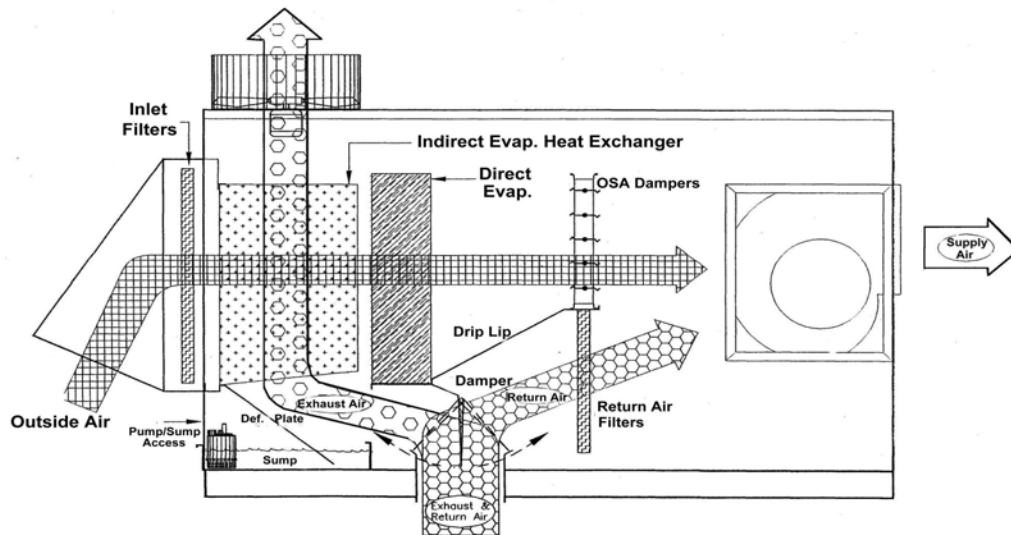 Inlet
Filters
Indirect Evap. Heat Exchanger
Direct
Evap.
OSA Dampers
Supply
Air
Drip Lip
Damper
Exhaust Air
Return Air
Outside Air
Def. Plate
Return Air
Filters
Pump/Sump
Access
Sump
Exhaust &
Return Air